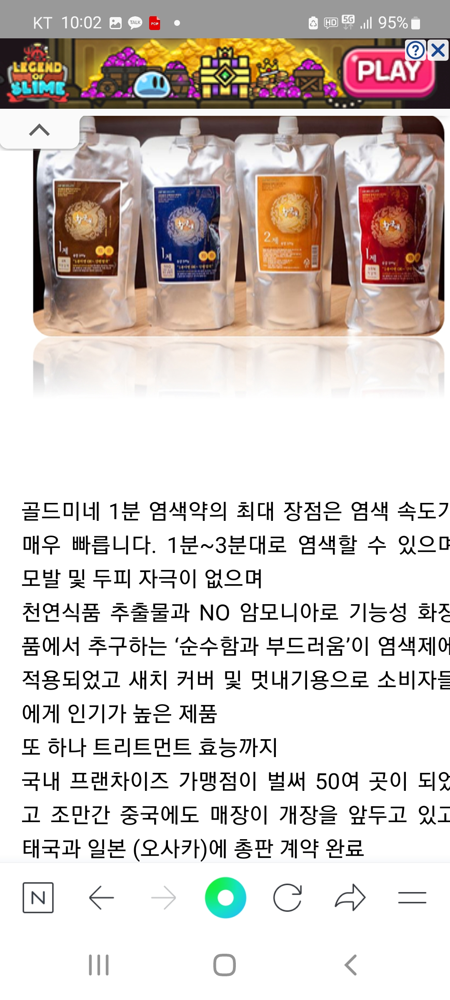 KT 10:02 TALK PDF HD 5G 95%
LEGEND
OF
SLIME
PLAY
?
1제
1제
2제
1제
골드미네 1분 염색약의 최대 장점은 염색 속도가
매우 빠릅니다. 1분~3분대로 염색할 수 있으며
모발 및 두피 자극이 없으며
천연식품 추출물과 NO 암모니아로 기능성 화장
품에서 추구하는 ‘순수함과 부드러움’이 염색제에
적용되었고 새치 커버 및 멋내기용으로 소비자들
에게 인기가 높은 제품
또 하나 트리트먼트 효능까지
국내 프랜차이즈 가맹점이 벌써 50여 곳이 되었
고 조만간 중국에도 매장이 개장을 앞두고 있고
태국과 일본 (오사카)에 총판 계약 완료
N